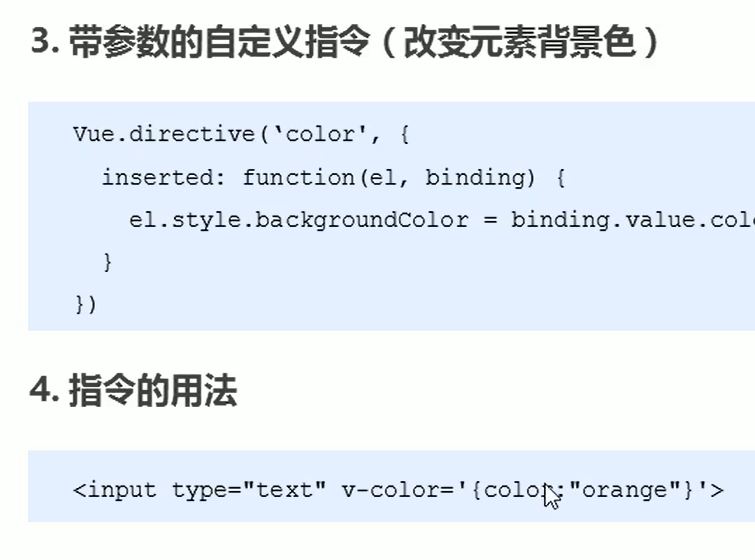 3. 带参数的自定义指令（改变元素背景色）
Vue.directive(‘color', {
inserted: function(el, binding) {
el.style.backgroundColor = binding.value.
}
})
4. 指令的用法
<input type="text" v-color='{color:"orange"}'>